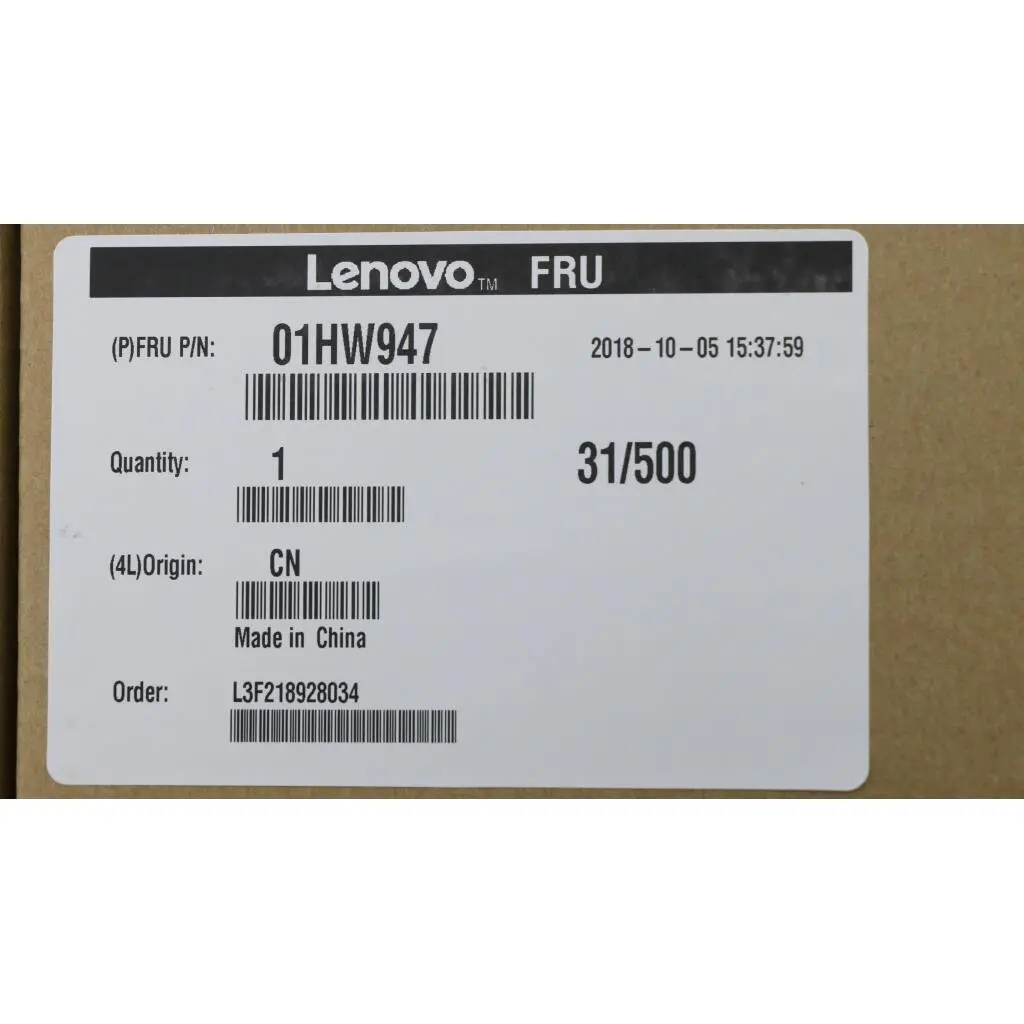 Lenovo™ FRU
(P)FRU P/N: 01HW947 2018-10-05 15:37:59
Quantity: 1 31/500
(4L)Origin: CN
Made in China
Order: L3F218928034